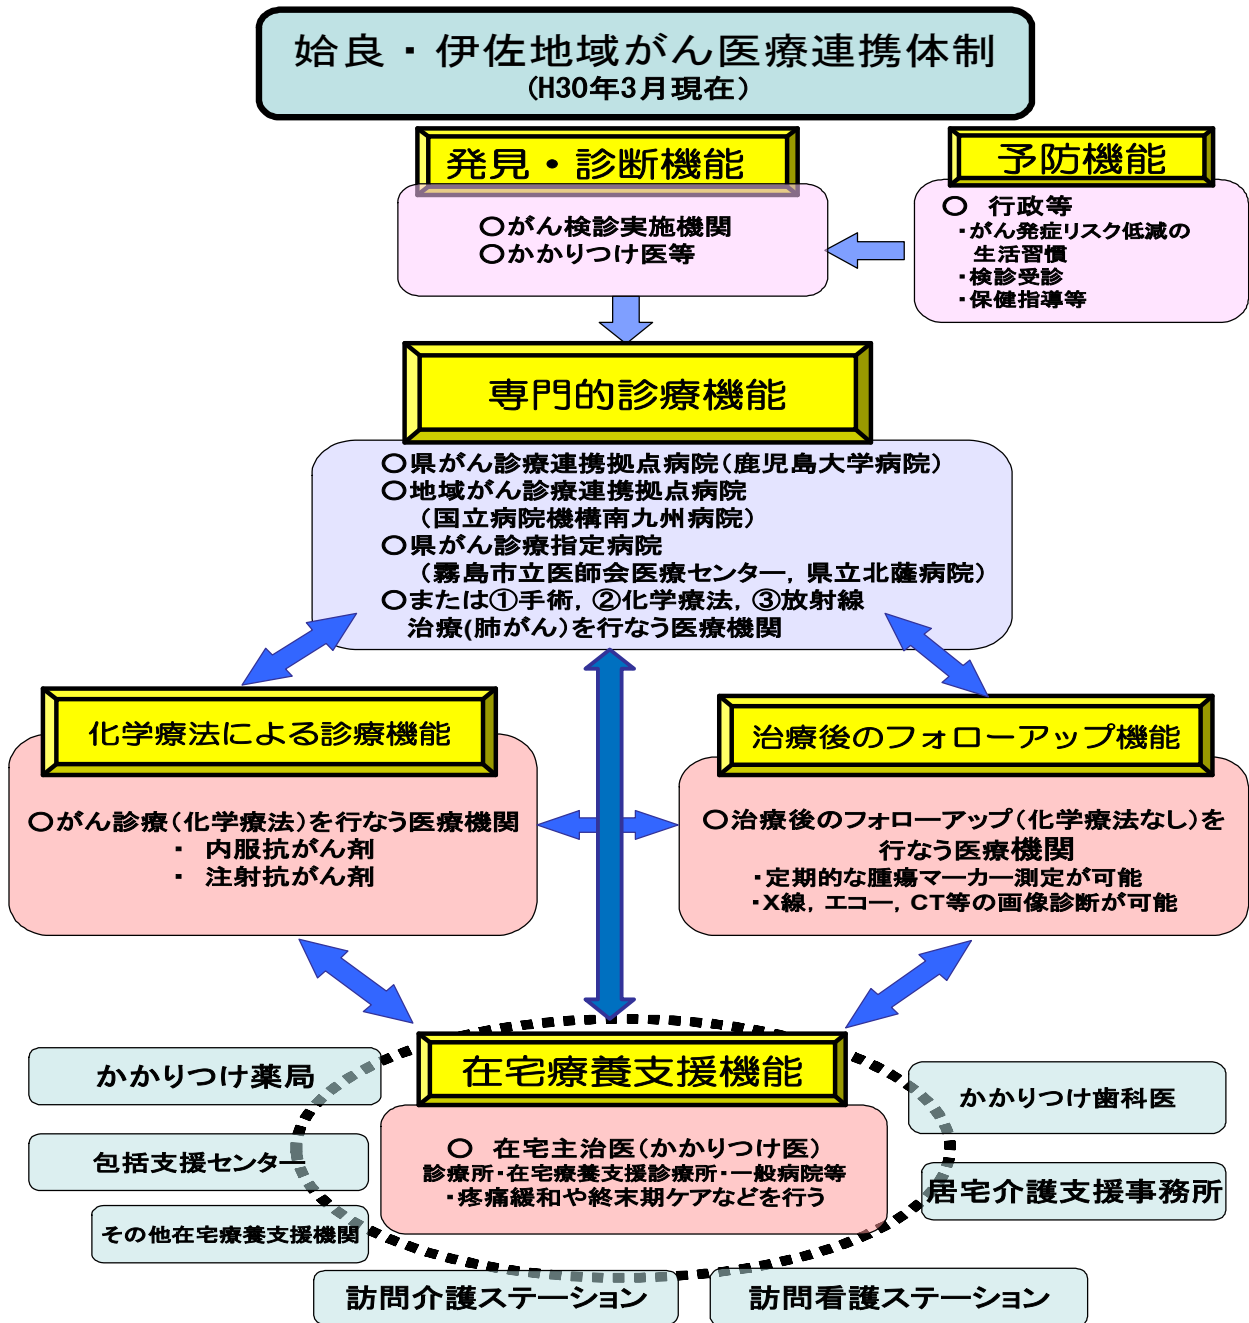 姶良・伊佐地域がん医療連携体制
(H30年3月現在)
発見・診断機能
○がん検診実施機関
○かかりつけ医等
予防機能
○ 行政等
・がん発症リスク低減の
生活習慣
・検診受診
・保健指導等
専門的診療機能
○県がん診療連携拠点病院(鹿児島大学病院)
○地域がん診療連携拠点病院
(国立病院機構南九州病院)
○県がん診療指定病院
(霧島市立医師会医療センター，県立北薩病院)
○または①手術，②化学療法，③放射線
治療(肺がん)を行なう医療機関
化学療法による診療機能
○がん診療(化学療法)を行なう医療機関
・ 内服抗がん剤
・ 注射抗がん剤
治療後のフォローアップ機能
○治療後のフォローアップ(化学療法なし)を
行なう医療機関
・定期的な腫瘍マーカー測定が可能
・X線，エコー，CT等の画像診断が可能
在宅療養支援機能
○ 在宅主治医(かかりつけ医)
診療所・在宅療養支援診療所・一般病院等
・疼痛緩和や終末期ケアなどを行う
かかりつけ薬局
包括支援センター
その他在宅療養支援機関
訪問介護ステーション
訪問看護ステーション
居宅介護支援事務所
かかりつけ歯科医